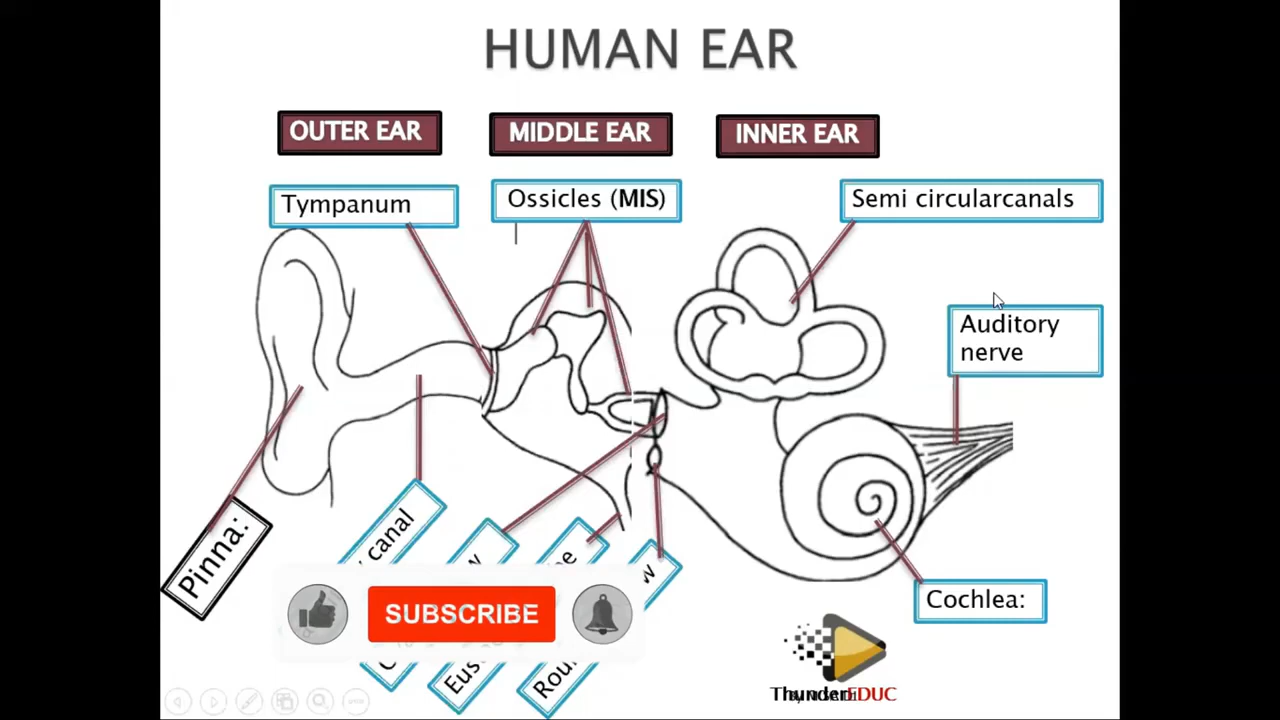 HUMAN EAR
OUTER EAR
MIDDLE EAR
INNER EAR
Tympanum
Ossicles (MIS)
Semi circularcanals
Auditory
nerve
Pinna:
canal
Cochlea:
SUBSCRIBE
ThunderEDUC